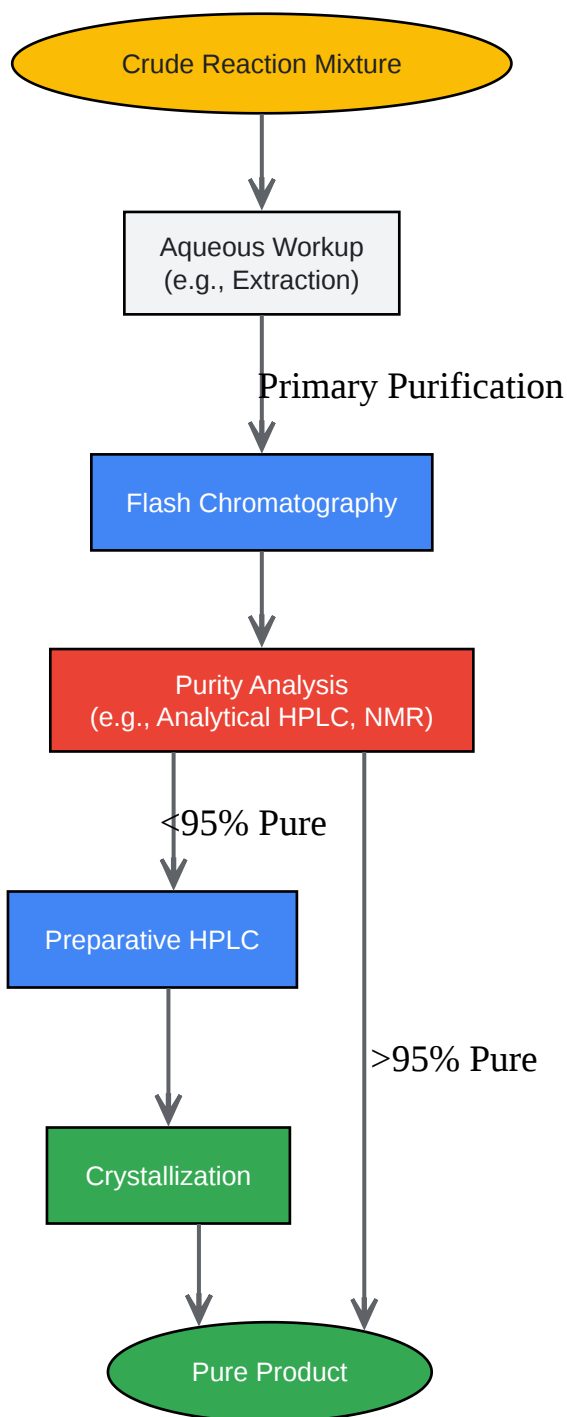 Crude Reaction Mixture
Aqueous Workup
(e.g., Extraction)
Primary Purification
Flash Chromatography
Purity Analysis
(e.g., Analytical HPLC, NMR)
<95% Pure
Preparative HPLC
>95% Pure
Crystallization
Pure Product